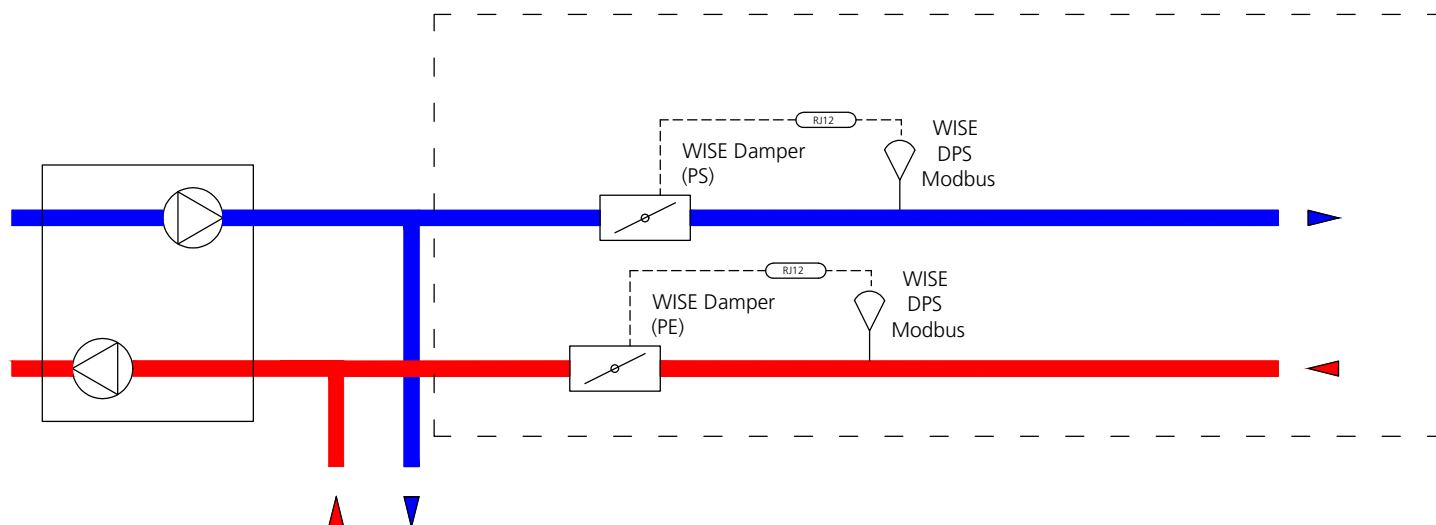 RJ12
WISE
DPS
Modbus
WISE Damper
(PS)
RJ12
WISE
DPS
Modbus
WISE Damper
(PE)